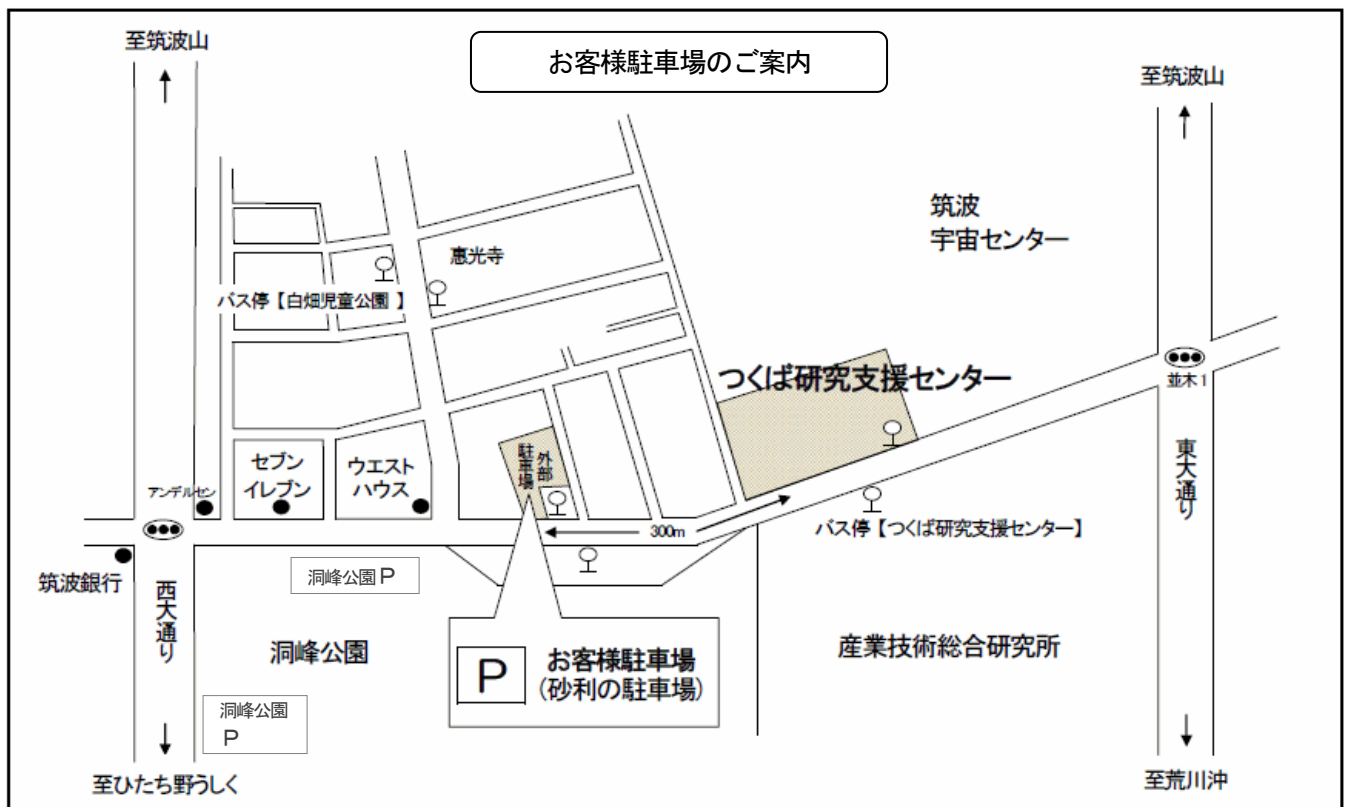 至筑波山
お客様駐車場のご案内
至筑波山
筑波
宇宙センター
惠光寺
バス停【白畑児童公園】
つくば研究支援センター
並木1
東大通り
セブン
イレブン
ウエスト
ハウス
外部
駐車場
アンデルセン
300m
バス停【つくば研究支援センター】
筑波銀行
西大通り
洞峰公園P
洞峰公園
産業技術総合研究所
P
お客様駐車場
(砂利の駐車場)
洞峰公園
P
至ひたち野うしく
至荒川沖